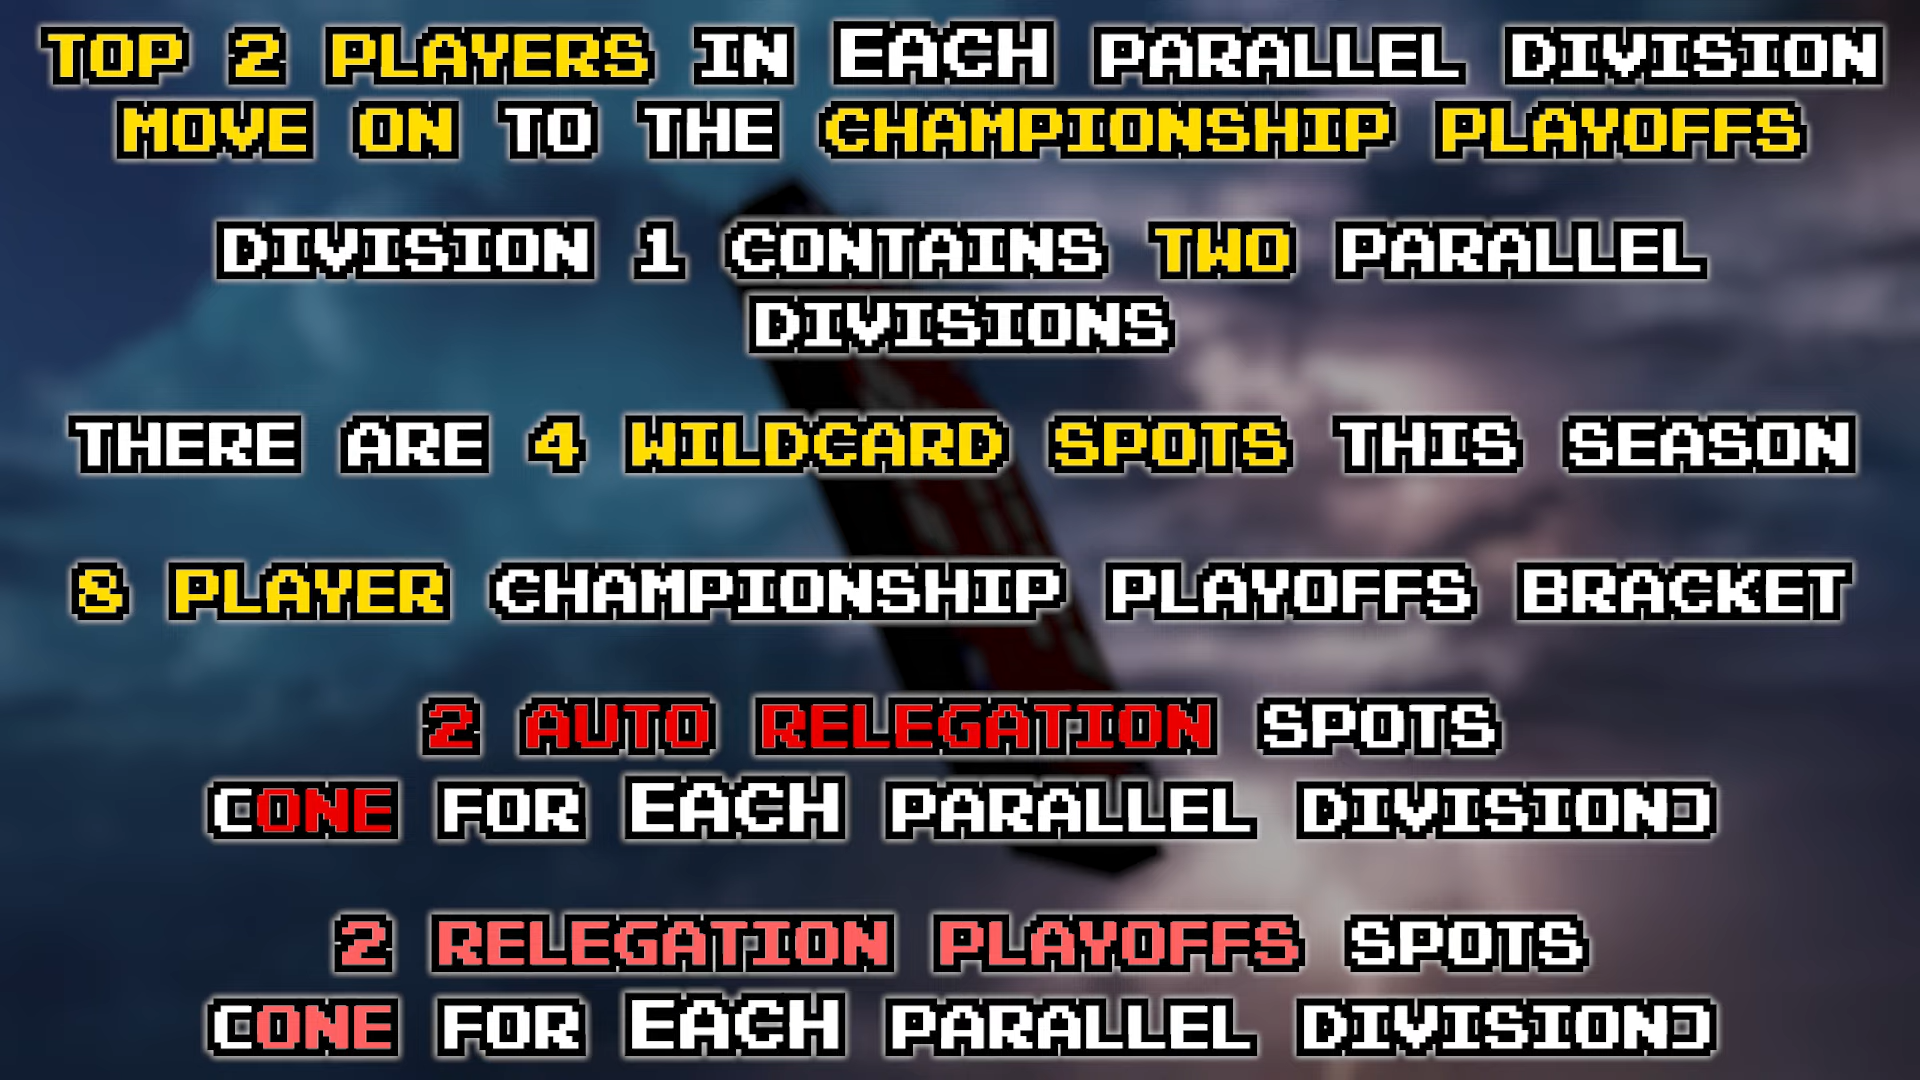 TOP 2 PLAYERS IN EACH PARALLEL DIVISION
MOVE ON TO THE CHAMPIONSHIP PLAYOFFS
DIVISION 1 CONTAINS TWO PARALLEL
DIVISIONS
THERE ARE 4 WILDCARD SPOTS THIS SEASON
8 PLAYER CHAMPIONSHIP PLAYOFFS BRACKET
2 AUTO RELEGATION SPOTS
(ONE FOR EACH PARALLEL DIVISION)
2 RELEGATION PLAYOFFS SPOTS
(ONE FOR EACH PARALLEL DIVISION)